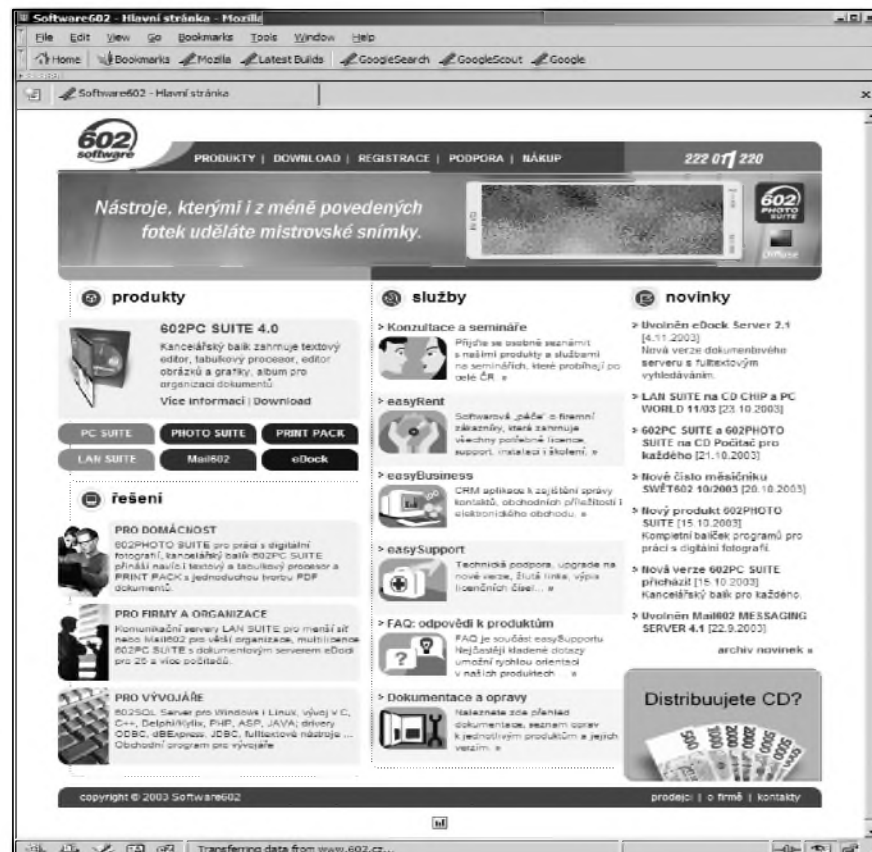 Software602 - Hlavní stránka - Mozilla
File Edit View Go Bookmarks Tools Window Help
Home Bookmarks Mozilla Latest Builds GoogleSearch GoogleScout Google
Software602 - Hlavní stránka
602 software
PRODUKTY | DOWNLOAD | REGISTRACE | PODPORA | NÁKUP
222 011 220
Nástroje, kterými i z méně povedených
fotek uděláte mistrovské snímky.
602
PHOTO
SUITE
Diffuse
produkty
602PC SUITE 4.0
Kancelářský balík zahrnuje textový
editor, tabulkový procesor, editor
obrázků a grafiky, album pro
organizaci dokumentů.
Více informací | Download
PC SUITE PHOTO SUITE PRINT PACK
LAN SUITE Mail602 eDock
řešení
PRO DOMÁCNOST
602PHOTO SUITE pro práci s digitální
fotografií, kancelářský balík 602PC SUITE
přináší navíc i textový a tabulkový procesor a
PRINT PACK s jednoduchou tvorbu PDF
dokumentů.
PRO FIRMY A ORGANIZACE
Komunikační servery LAN SUITE pro menší síť
nebo Mail602 pro větší organizace, multilicence
602PC SUITE s dokumentovým serverem eDock
pro 25 a více počítačů.
PRO VÝVOJÁŘE
602SQL Server pro Windows i Linux, vývoj v C,
C++, Delphi/Kylix, PHP, ASP, JAVA; drivery
ODBC, dbExpress, JDBC, fulltextové nástroje ...
Obchodní program pro vývojáře
služby
> Konzultace a semináře
Přijďte se osobně seznámit
s našimi produkty a službami
na seminářích, které probíhají po
celé ČR. »
> easyRent
Softwarová „péče" o firemní
zákazníky, která zahrnuje
všechny potřebné licence,
support, instalaci i školení. »
> easyBusiness
CRM aplikace k zajištění správy
kontaktů, obchodních příležitostí i
elektronického obchodu. »
> easySupport
Technická podpora, upgrade na
nové verze, žlutá linka, výpis
licenčních čísel... »
> FAQ: odpovědi k produktům
FAQ je součást easySupportu
Nejčastěji kladené dotazy
umožní rychlou orientaci
v našich produktech ... »
> Dokumentace a opravy
Naleznete zde přehled
dokumentace, seznam oprav
k jednotlivým produktům a jejich
verzím. »
novinky
> Uvolněn eDock Server 2.1
[4.11.2003]
Nová verze dokumentového
serveru s fulltextovým
vyhledáváním.
> LAN SUITE na CD CHIP a PC
WORLD 11/03 [23.10.2003]
> 602PC SUITE a 602PHOTO
SUITE na CD Počítač pro
každého [21.10.2003]
> Nové číslo měsíčníku
SWĚT602 10/2003 [20.10.2003]
> Nový produkt 602PHOTO
SUITE [15.10.2003]
Kompletní balíček programů pro
práci s digitální fotografií.
> Nová verze 602PC SUITE
přichází! [15.10.2003]
Kancelářský balík pro každého.
> Uvolněn Mail602 MESSAGING
SERVER 4.1 [22.9.2003]
archiv novinek »
Distribuujete CD?
500 1000 2000 2000 5000
copyright © 2003 Software602
prodejci | o firmě | kontakty
Transferring data from www.602.cz...